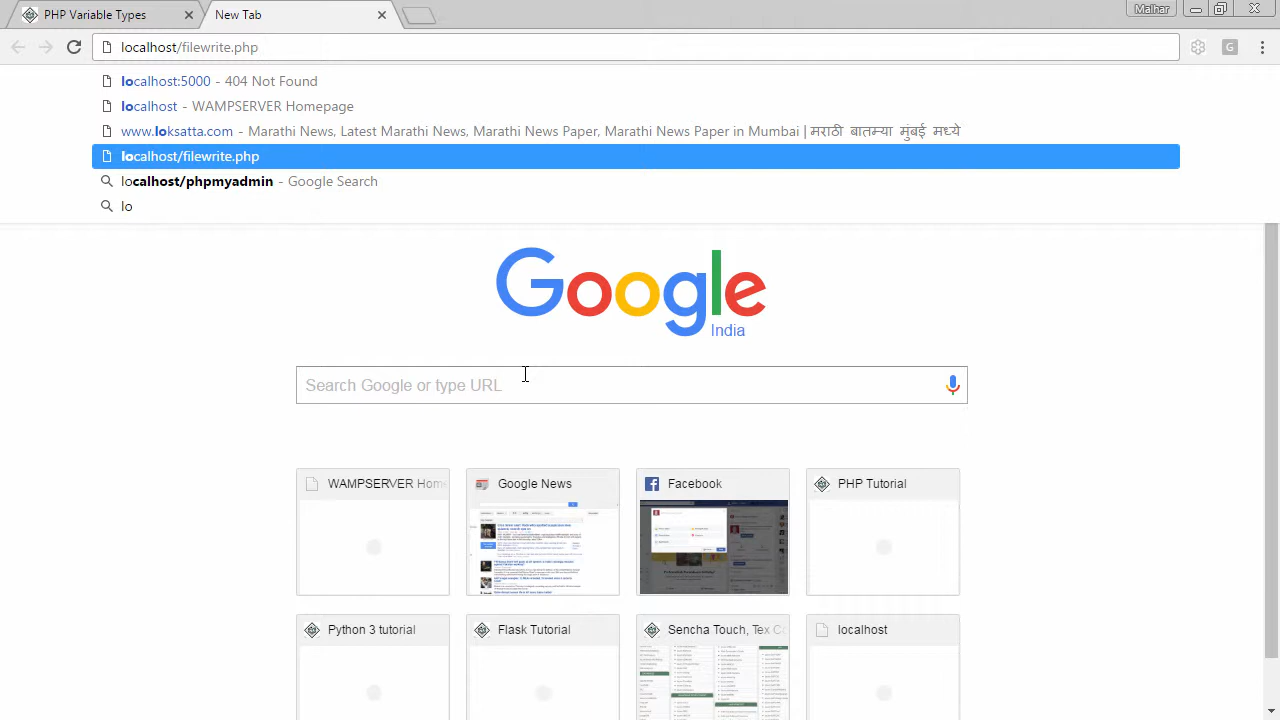 PHP Variable Types
New Tab
Malhar
localhost/filewrite.php
G
localhost:5000 - 404 Not Found
localhost - WAMPSERVER Homepage
www.loksatta.com - Marathi News, Latest Marathi News, Marathi News Paper, Marathi News Paper in Mumbai | मराठी बातम्या मुंबई मध्ये
localhost/filewrite.php
localhost/phpmyadmin - Google Search
lo
Google
India
Search Google or type URL
WAMPSERVER Hom
Google News
Facebook
PHP Tutorial
Python 3 tutorial
Flask Tutorial
Sencha Touch, Tex Co
localhost